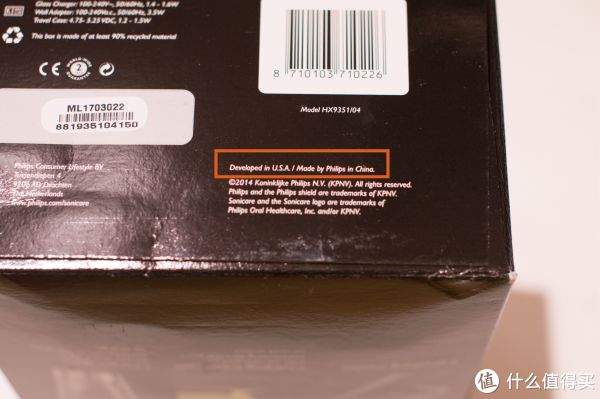 Glass Charger: 100-240V~, 50/60Hz, 1.4 - 1.6W
Wall Adapter: 100-240Va.c., 50/60Hz, 3.5W
Travel Case: 4.75- 5.25 VDC, 1.2 - 1.5W
This box is made of at least 90% recycled material
CE
2
GUARANTEE
ML1703022
881935104150
8 710103 710226
Model HX9351/04
Philips Consumer Lifestyle BV
Tussendiepen 4
9206 AD Drachten
The Netherlands
www.philips.com/sonicare
Developed in U.S.A. / Made by Philips in China.
©2014 Koninklijke Philips N.V. (KPNV). All rights reserved.
Philips and the Philips shield are trademarks of KPNV.
Sonicare and the Sonicare logo are trademarks of
Philips Oral Healthcare, Inc. and/or KPNV.
值 什么值得买